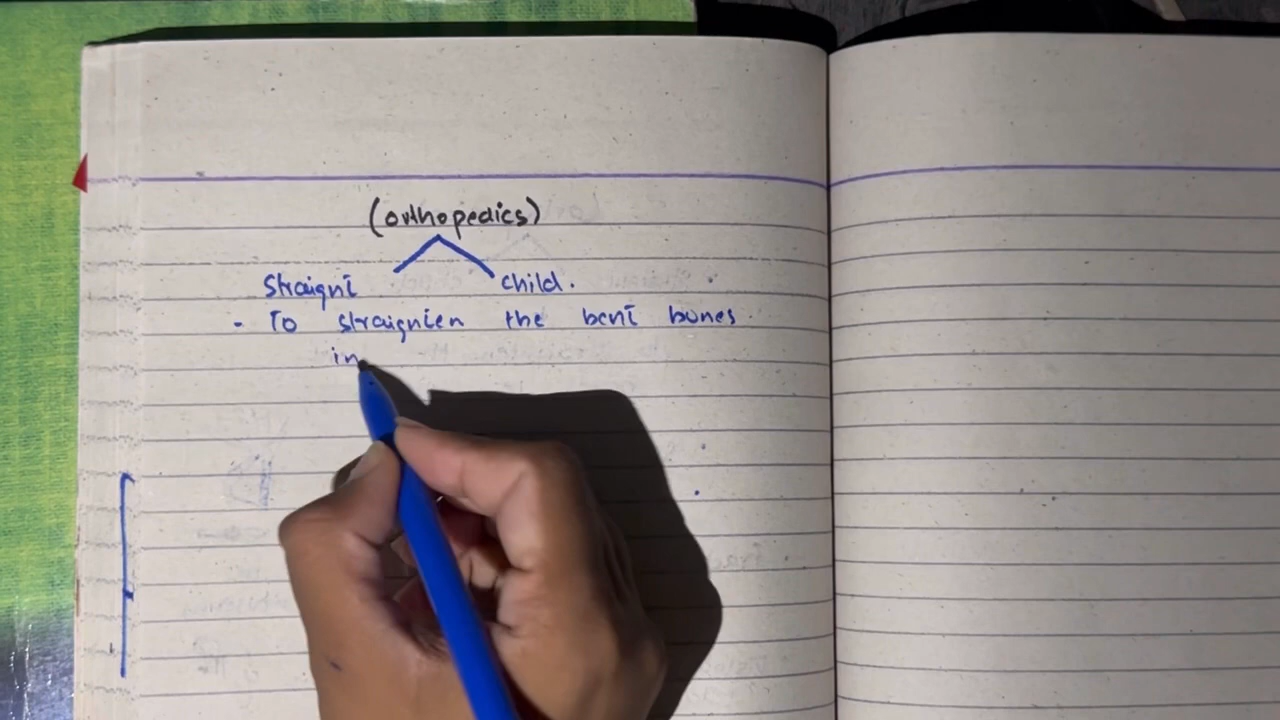 (orthopedics)
straight child.
- To straighten the bent bones
in